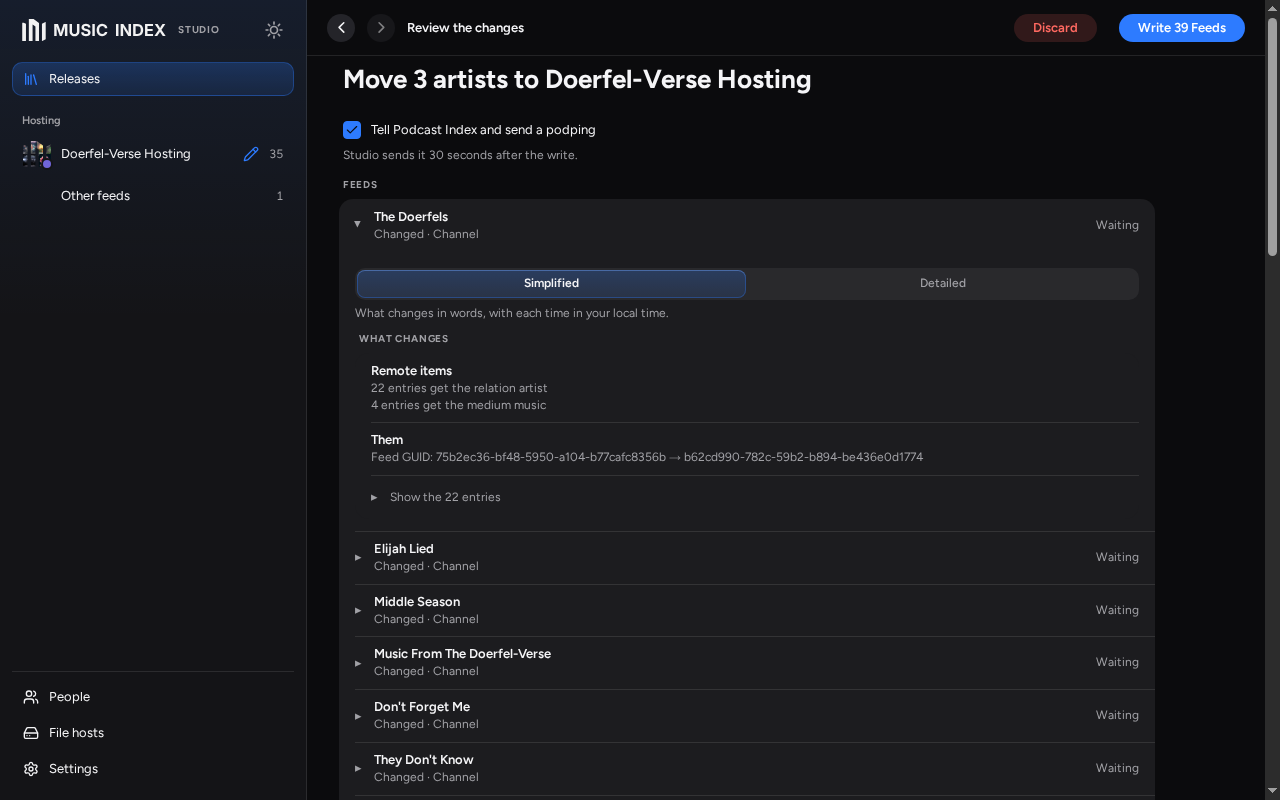 MUSIC INDEX STUDIO
Releases
Hosting
Doerfel-Verse Hosting 35
Other feeds 1
People
File hosts
Settings
Review the changes
Discard
Write 39 Feeds
Move 3 artists to Doerfel-Verse Hosting
Tell Podcast Index and send a podping
Studio sends it 30 seconds after the write.
FEEDS
The Doerfels
Changed · Channel
Waiting
Simplified
Detailed
What changes in words, with each time in your local time.
WHAT CHANGES
Remote items
22 entries get the relation artist
4 entries get the medium music
Them
Feed GUID: 75b2ec36-bf48-5950-a104-b77cafc8356b → b62cd990-782c-59b2-b894-be436e0d1774
Show the 22 entries
Elijah Lied
Changed · Channel
Waiting
Middle Season
Changed · Channel
Waiting
Music From The Doerfel-Verse
Changed · Channel
Waiting
Don't Forget Me
Changed · Channel
Waiting
They Don't Know
Changed · Channel
Waiting